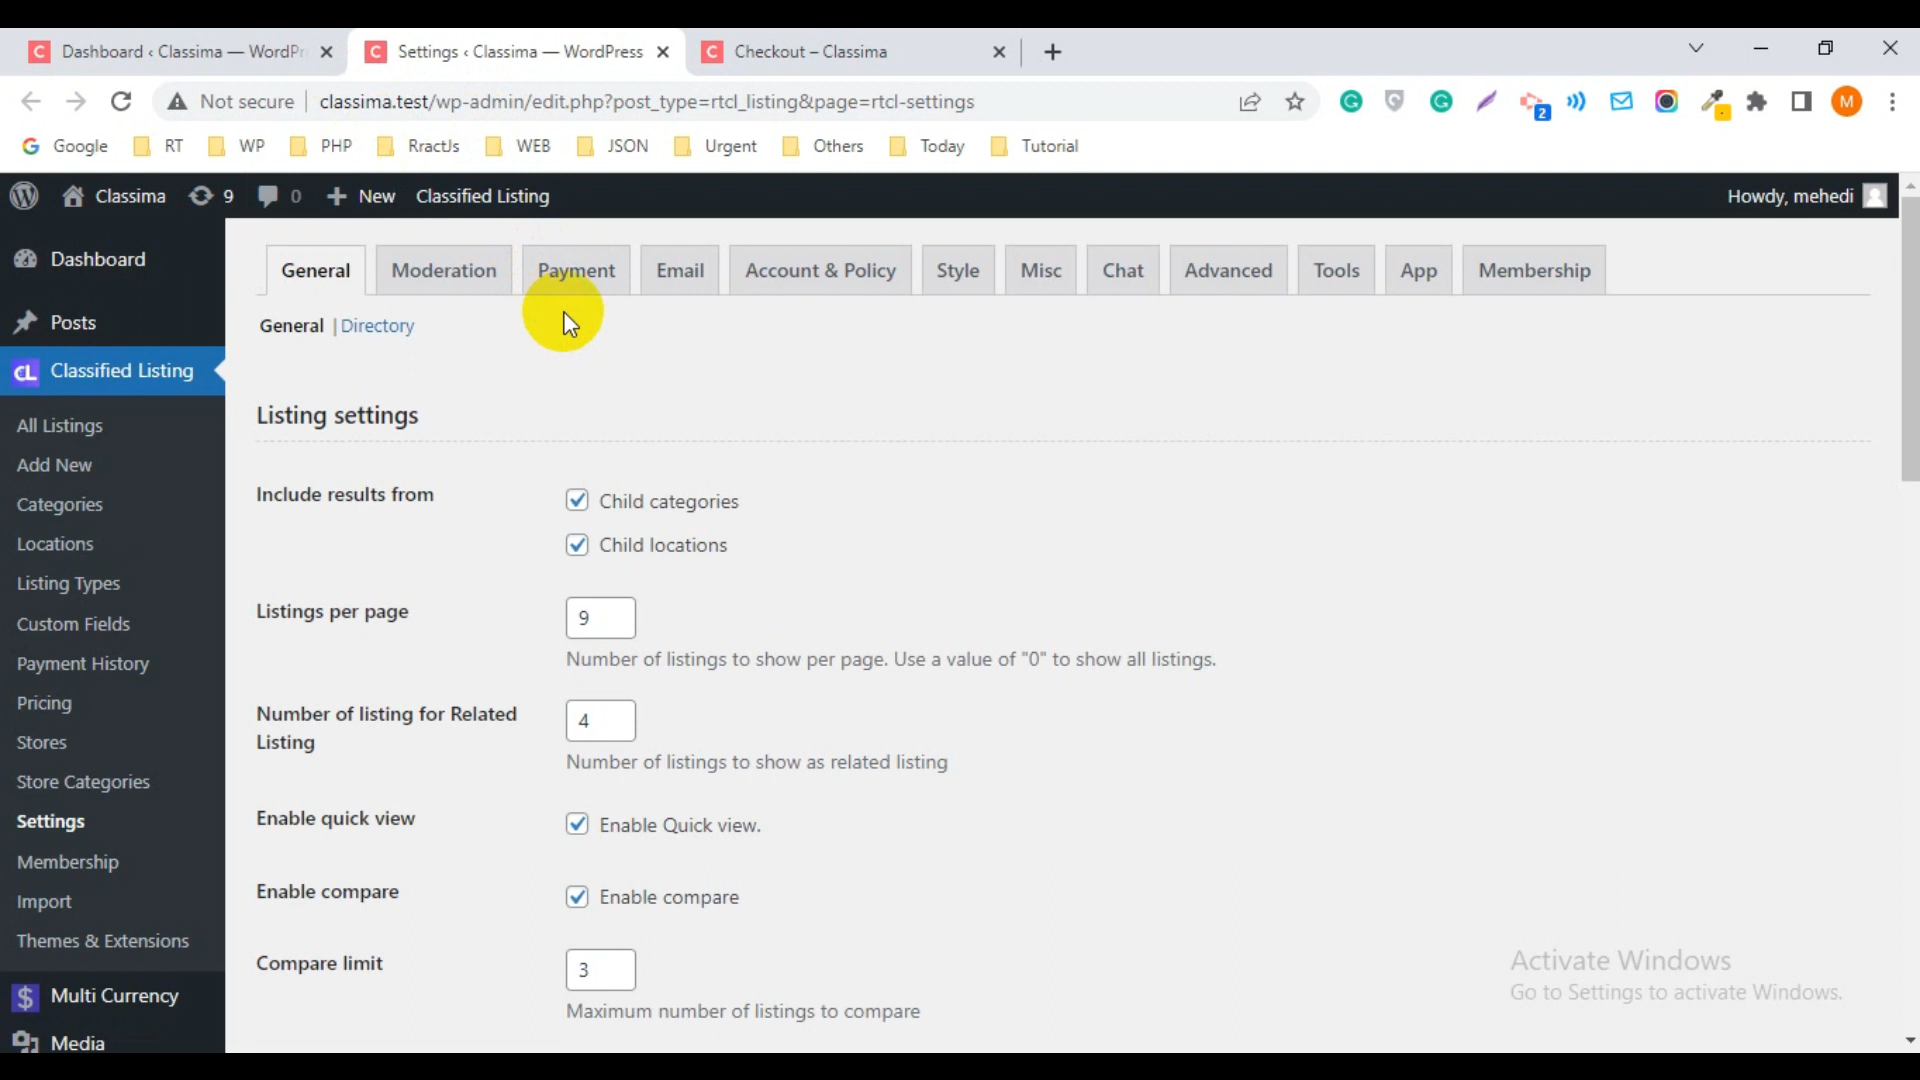 Dashboard ‹ Classima — WordPr
Settings ‹ Classima — WordPress
Checkout – Classima
Not secure
classima.test/wp-admin/edit.php?post_type=rtcl_listing&page=rtcl-settings
2
M
Google
RT
WP
PHP
RractJs
WEB
JSON
Urgent
Others
Today
Tutorial
Classima
9
0
New
Classified Listing
Howdy, mehedi
Dashboard
Posts
CL Classified Listing
All Listings
Add New
Categories
Locations
Listing Types
Custom Fields
Payment History
Pricing
Stores
Store Categories
Settings
Membership
Import
Themes & Extensions
Multi Currency
Media
General
Moderation
Payment
Email
Account & Policy
Style
Misc
Chat
Advanced
Tools
App
Membership
General | Directory
Listing settings
Include results from
Child categories
Child locations
Listings per page
9
Number of listings to show per page. Use a value of "0" to show all listings.
Number of listing for Related
Listing
4
Number of listings to show as related listing
Enable quick view
Enable Quick view.
Enable compare
Enable compare
Compare limit
3
Maximum number of listings to compare
Activate Windows
Go to Settings to activate Windows.